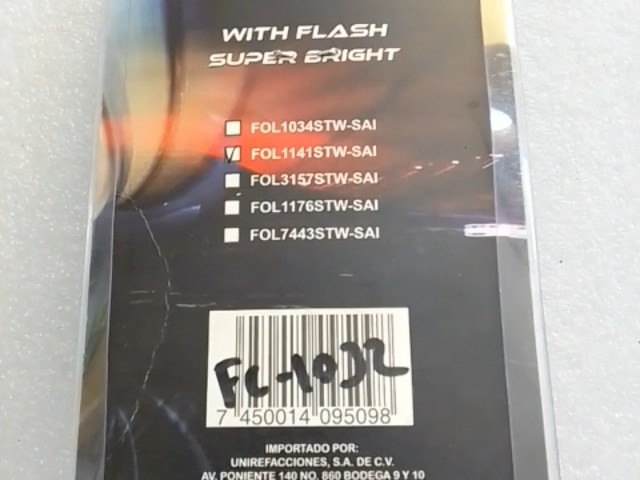 WITH FLASH
SUPER BRIGHT
FOL1034STW-SAI
FOL1141STW-SAI
FOL3157STW-SAI
FOL1176STW-SAI
FOL7443STW-SAI
FC-1032
7 450014 095098
IMPORTADO POR:
UNIREFACCIONES, S.A. DE C.V.
AV. PONIENTE 140 NO. 860 BODEGA 9 Y 10